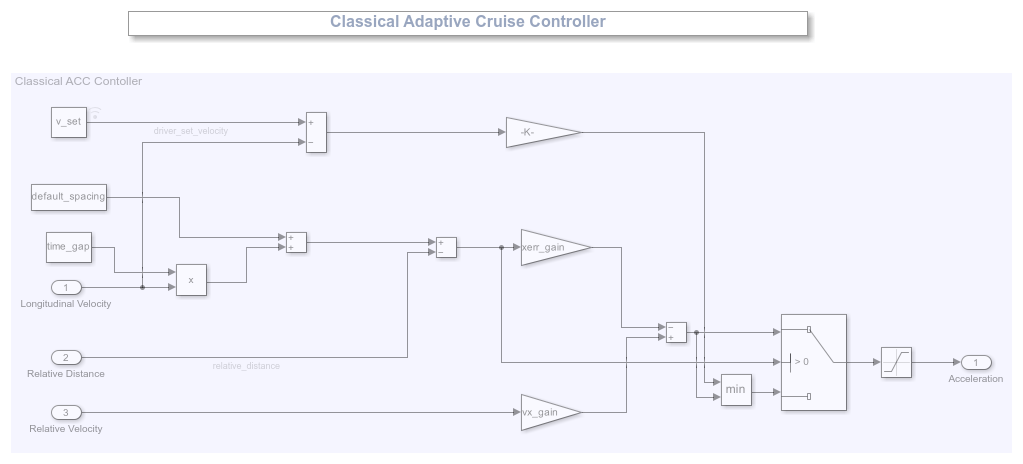 Classical Adaptive Cruise Controller
Classical ACC Contoller
v_set
driver_set_velocity
+
−
-K-
default_spacing
time_gap
+
+
+
−
xerr_gain
x
1
Longitudinal Velocity
−
+
2
Relative Distance
relative_distance
> 0
1
Acceleration
min
3
Relative Velocity
vx_gain